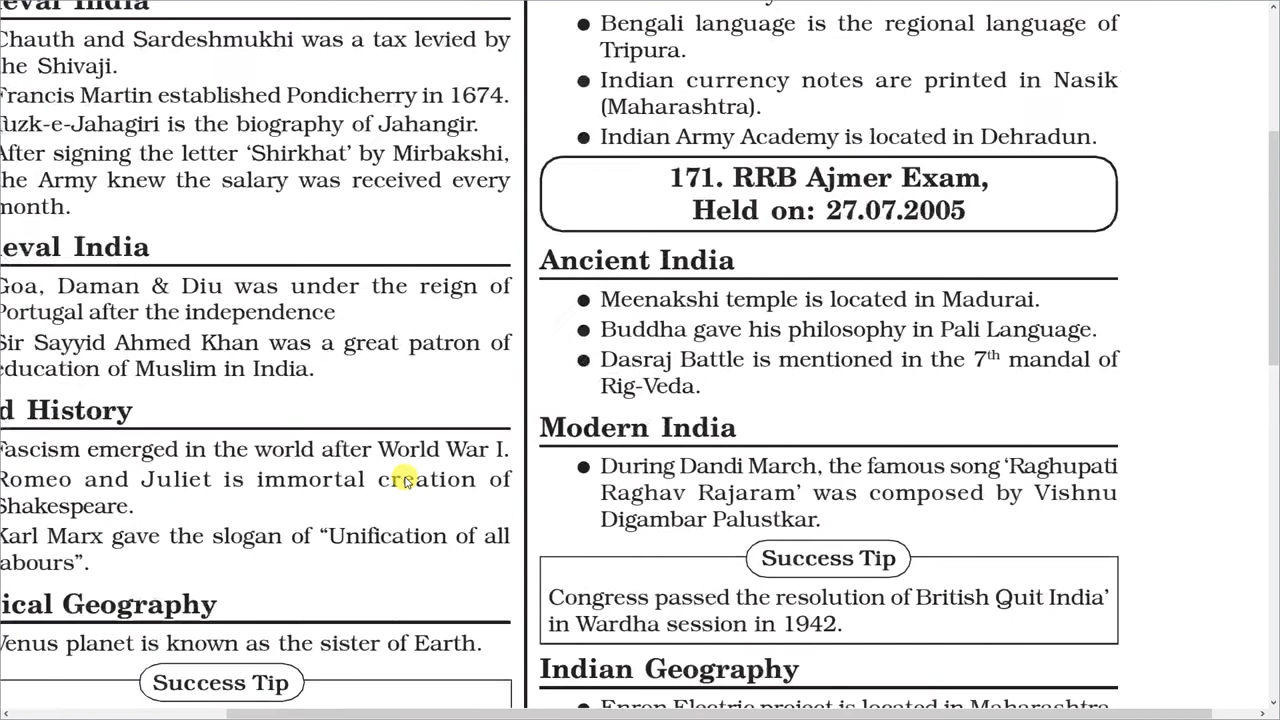 eval India
Chauth and Sardeshmukhi was a tax levied by
he Shivaji.
Francis Martin established Pondicherry in 1674.
Tuzk-e-Jahagiri is the biography of Jahangir.
After signing the letter ‘Shirkhat’ by Mirbakshi,
he Army knew the salary was received every
month.
eval India
Goa, Daman & Diu was under the reign of
Portugal after the independence
Sir Sayyid Ahmed Khan was a great patron of
education of Muslim in India.
d History
Fascism emerged in the world after World War I.
Romeo and Juliet is immortal creation of
Shakespeare.
Karl Marx gave the slogan of “Unification of all
abours”.
ical Geography
Venus planet is known as the sister of Earth.
Success Tip
● Bengali language is the regional language of
Tripura.
● Indian currency notes are printed in Nasik
(Maharashtra).
● Indian Army Academy is located in Dehradun.
171. RRB Ajmer Exam,
Held on: 27.07.2005
Ancient India
● Meenakshi temple is located in Madurai.
● Buddha gave his philosophy in Pali Language.
● Dasraj Battle is mentioned in the 7th mandal of
Rig-Veda.
Modern India
● During Dandi March, the famous song ‘Raghupati
Raghav Rajaram’ was composed by Vishnu
Digambar Palustkar.
Success Tip
Congress passed the resolution of British Quit India’
in Wardha session in 1942.
Indian Geography
● Enron Electric project is located in Maharashtra.